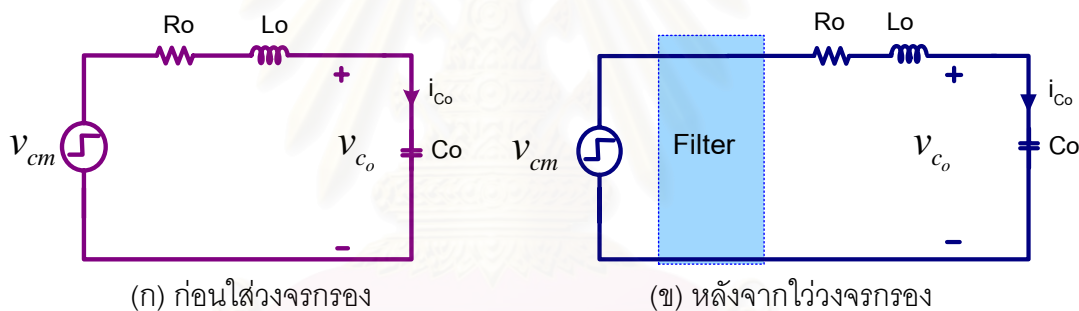 Ro Lo
+
i_Co
v_cm
v_co
Co
−
(ก) ก่อนใส่วงจรกรอง
Ro Lo
+
i_Co
v_cm
Filter
v_co
Co
−
(ข) หลังจากใว่วงจรกรอง